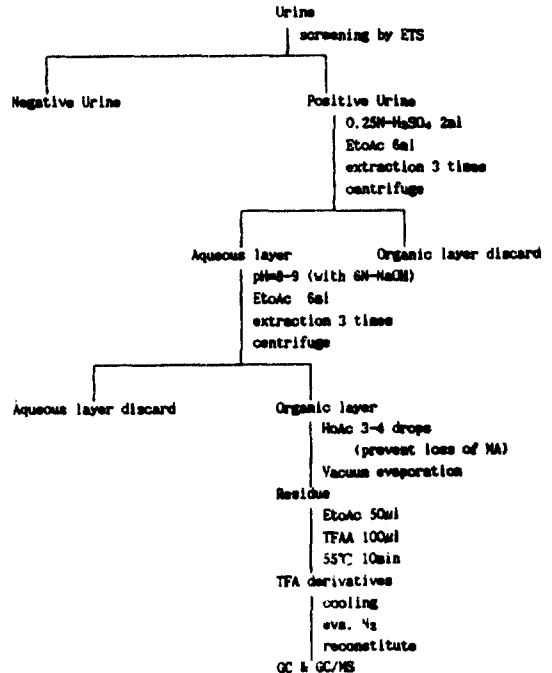 Urine
screening by ETS
Negative Urine
Positive Urine
0.25N-H₂SO₄ 2ml
EtoAc 6ml
extraction 3 times
centrifuge
Aqueous layer
Organic layer discard
pH=8-9 (with 6N-NaOH)
EtoAc 6ml
extraction 3 times
centrifuge
Aqueous layer discard
Organic layer
HoAc 3-4 drops
(prevent loss of MA)
Vacuum evaporation
Residue
EtoAc 50µl
TFAA 100µl
55℃ 10min
TFA derivatives
cooling
eva. N₂
reconstitute
GC & GC/MS